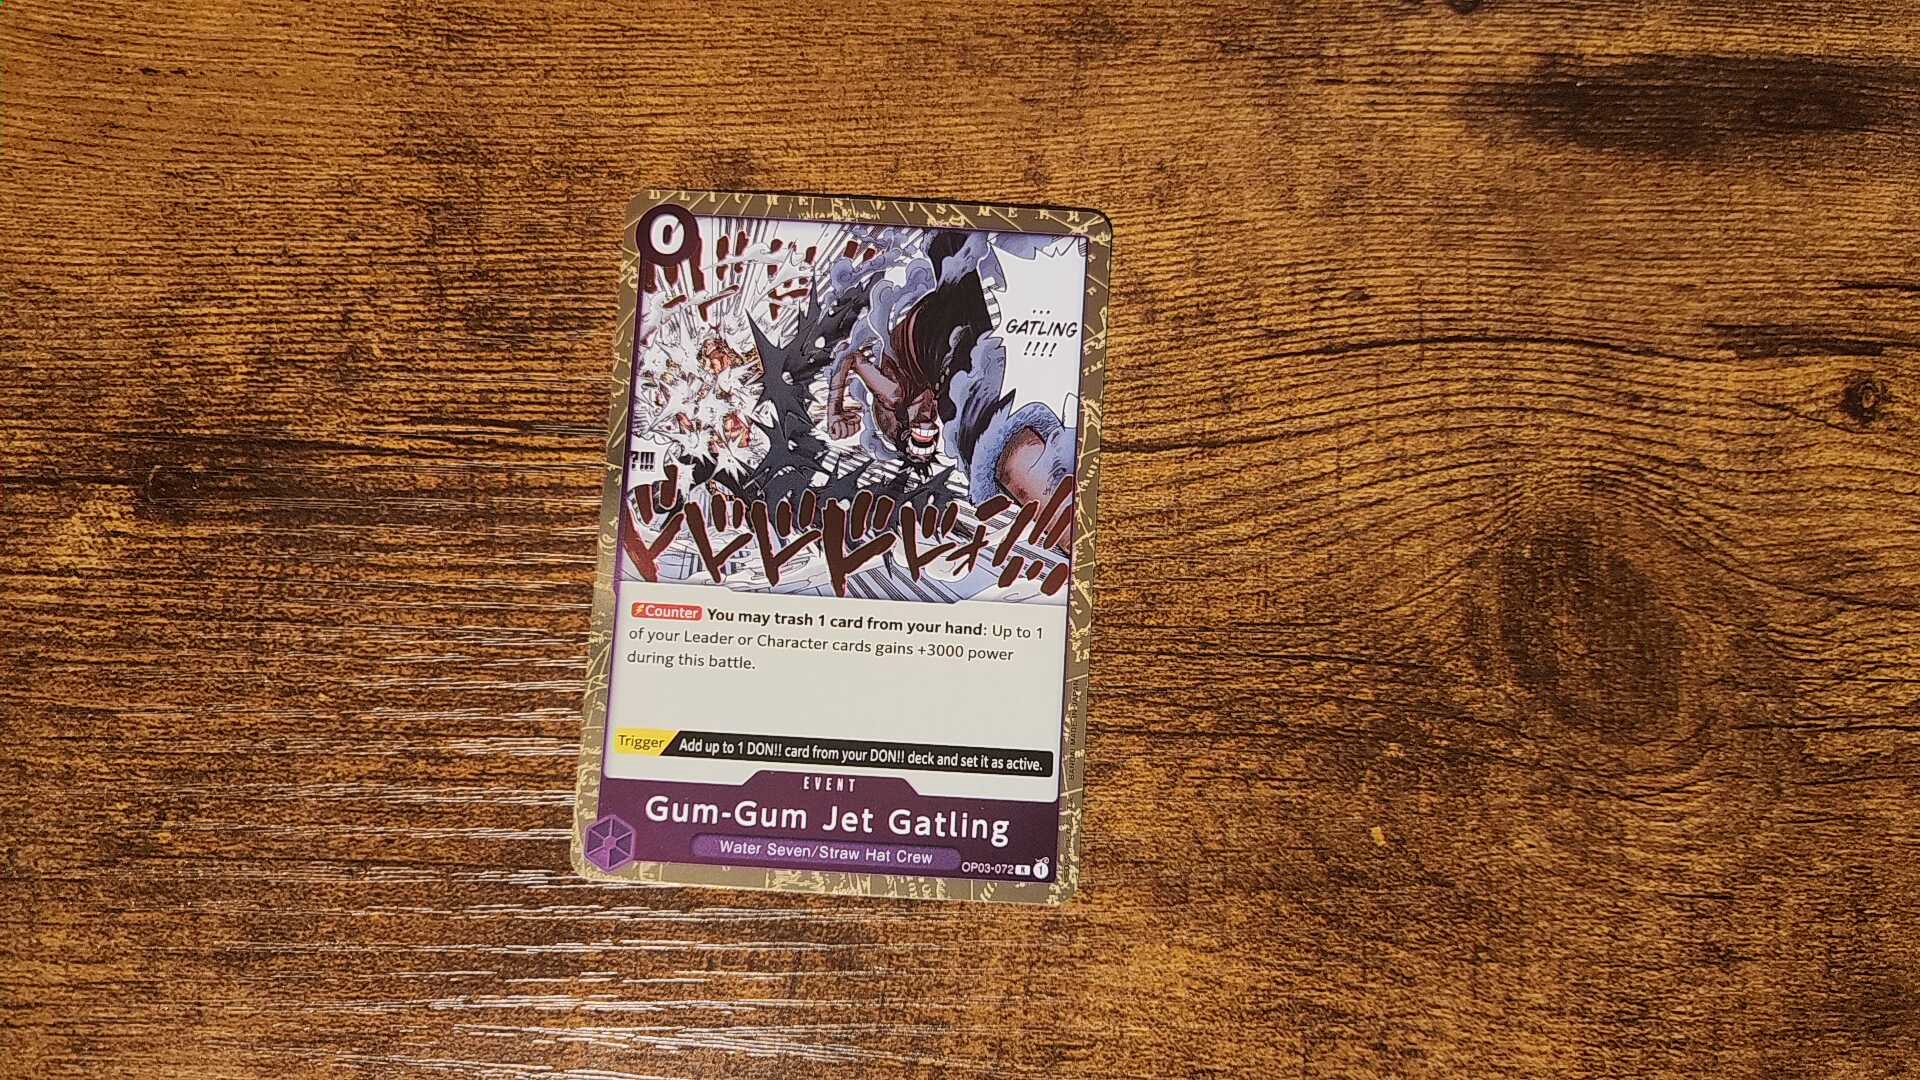 0
... GATLING !!!!
?!!!
ドドドドドォッ!!!
Counter You may trash 1 card from your hand: Up to 1
of your Leader or Character cards gains +3000 power
during this battle.
Trigger Add up to 1 DON!! card from your DON!! deck and set it as active.
EVENT
Gum-Gum Jet Gatling
Water Seven/Straw Hat Crew
OP03-072 R 1